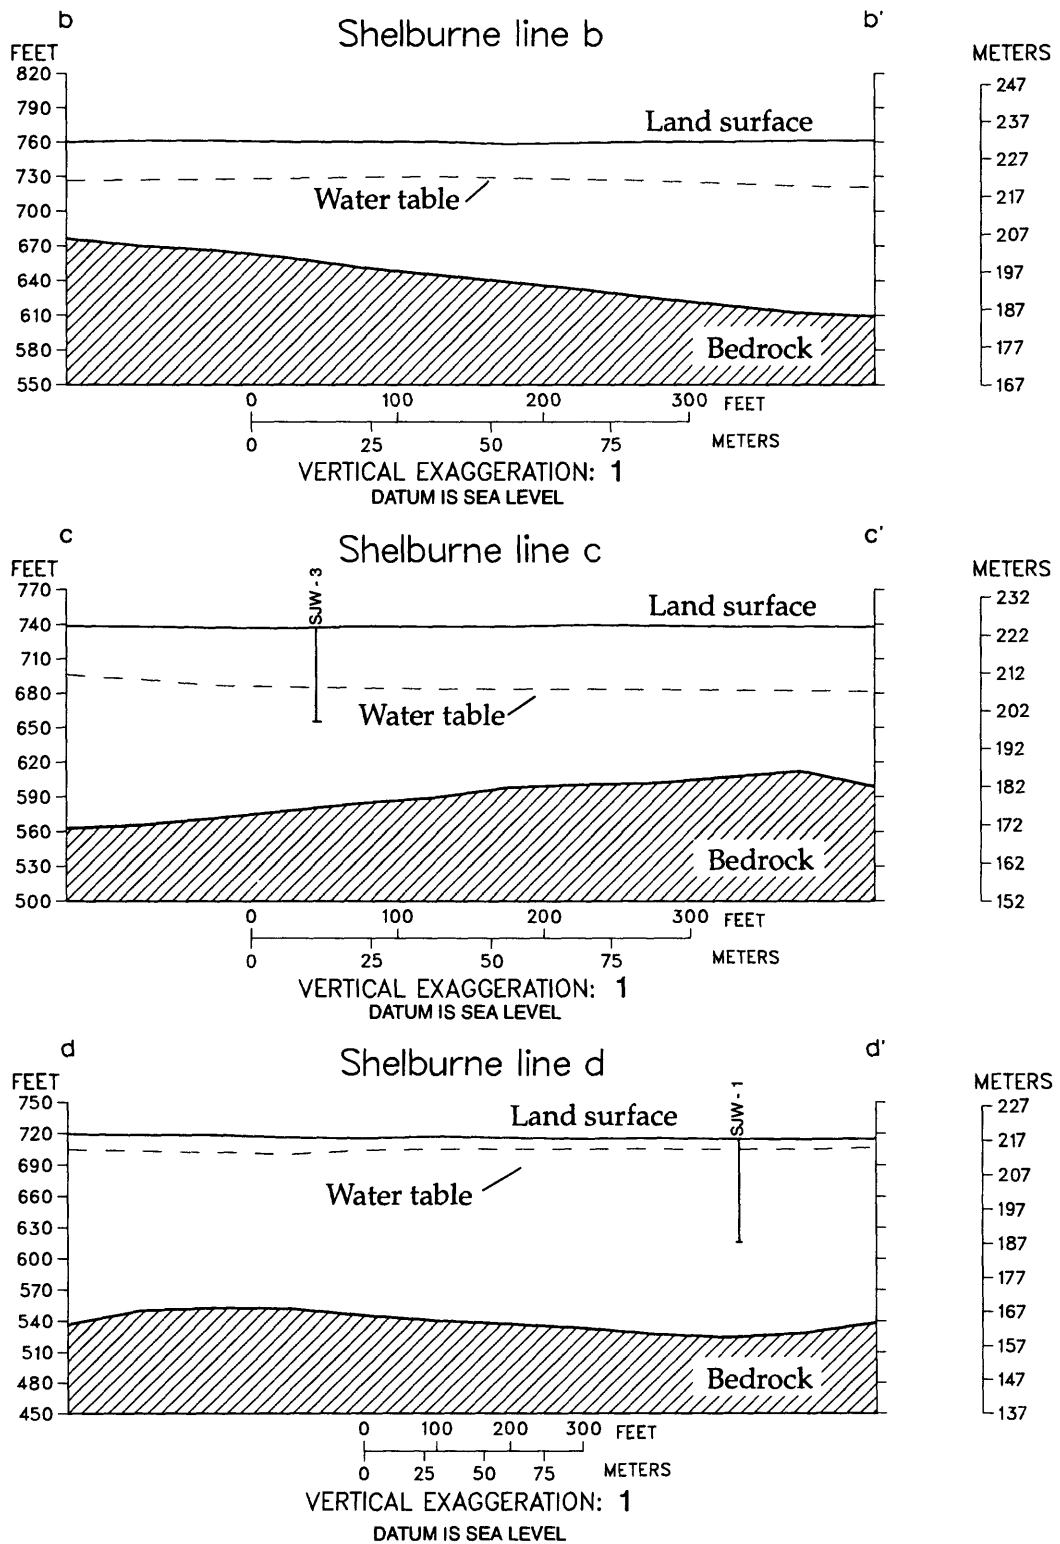 b b'
Shelburne line b
FEET METERS
820
790
760
730
700
670
640
610
580
550
247
237
227
217
207
197
187
177
167
Land surface
Water table
Bedrock
0 100 200 300 FEET
0 25 50 75 METERS
VERTICAL EXAGGERATION: 1
DATUM IS SEA LEVEL
c c'
Shelburne line c
FEET METERS
770
740
710
680
650
620
590
560
530
500
232
222
212
202
192
182
172
162
152
SJW - 3
Land surface
Water table
Bedrock
0 100 200 300 FEET
0 25 50 75 METERS
VERTICAL EXAGGERATION: 1
DATUM IS SEA LEVEL
d d'
Shelburne line d
FEET METERS
750
720
690
660
630
600
570
540
510
480
450
227
217
207
197
187
177
167
157
147
137
Land surface
SJW - 1
Water table
Bedrock
0 100 200 300 FEET
0 25 50 75 METERS
VERTICAL EXAGGERATION: 1
DATUM IS SEA LEVEL